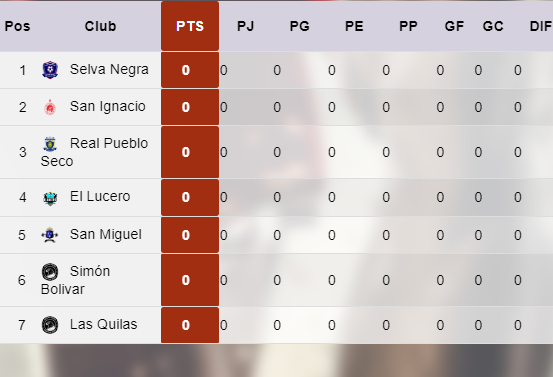 Pos Club PTS PJ PG PE PP GF GC DIF
1 Selva Negra 0 0 0 0 0 0 0 0
2 San Ignacio 0 0 0 0 0 0 0 0
3 Real Pueblo
Seco 0 0 0 0 0 0 0 0
4 El Lucero 0 0 0 0 0 0 0 0
5 San Miguel 0 0 0 0 0 0 0 0
6 Simón
Bolivar 0 0 0 0 0 0 0 0
7 Las Quilas 0 0 0 0 0 0 0 0